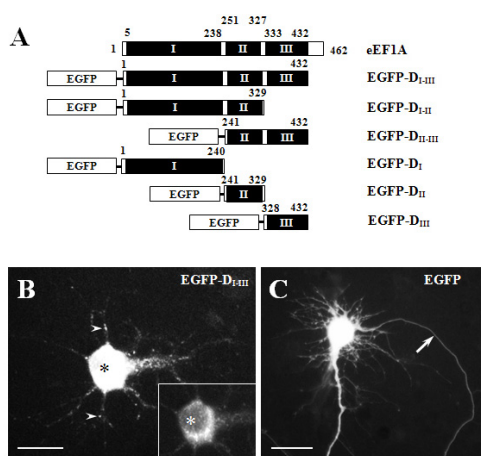 A
251 327
5 238 333 432
1 I II III 462 eEF1A
1 432
EGFP I II III EGFP-DI-III
1 329
EGFP I II EGFP-DI-II
241 432
EGFP II III EGFP-DII-III
1 240
EGFP I EGFP-DI
241 329
EGFP II EGFP-DII
328 432
EGFP III EGFP-DIII
B EGFP-DI-III
* *
C EGFP